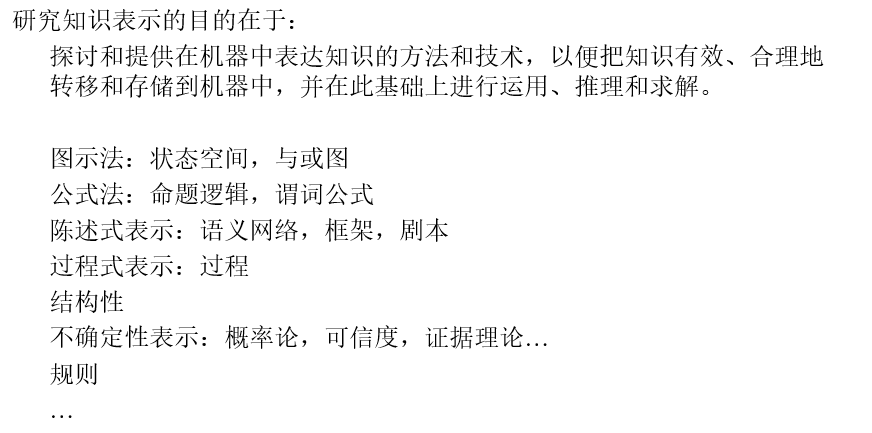 研究知识表示的目的在于：
探讨和提供在机器中表达知识的方法和技术，以便把知识有效、合理地
转移和存储到机器中，并在此基础上进行运用、推理和求解。
图示法：状态空间，与或图
公式法：命题逻辑，谓词公式
陈述式表示：语义网络，框架，剧本
过程式表示：过程
结构性
不确定性表示：概率论，可信度，证据理论…
规则
…